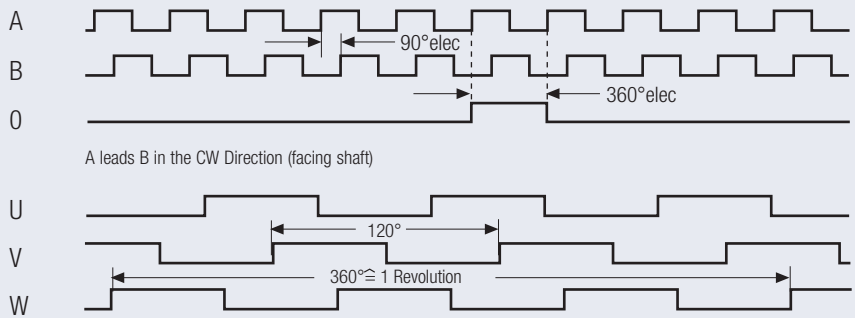 A
90°elec
B
360°elec
0
A leads B in the CW Direction (facing shaft)
U
120°
V
360°≙ 1 Revolution
W